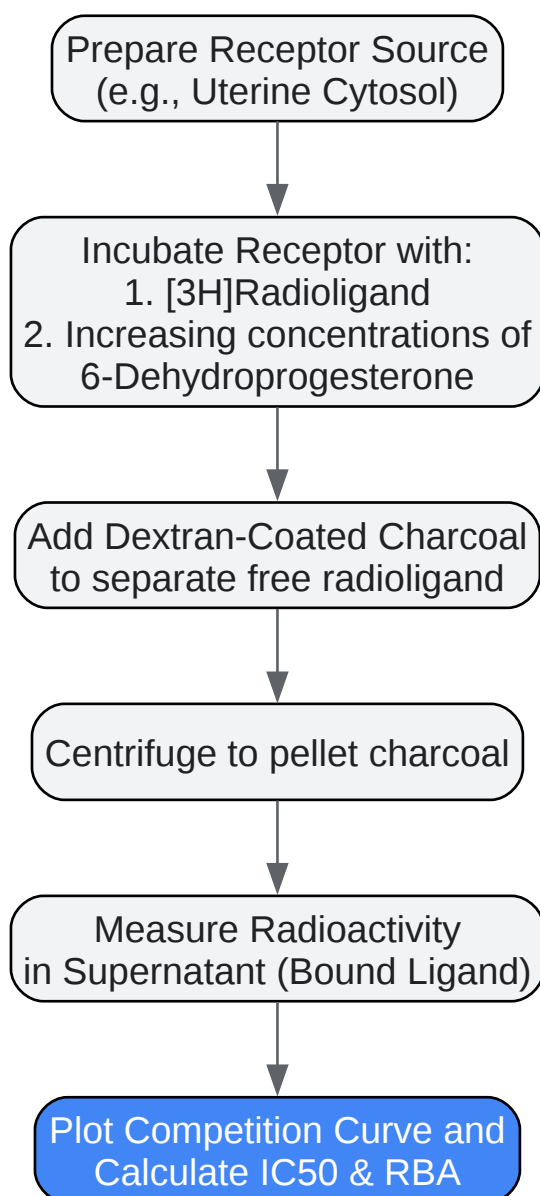 Prepare Receptor Source
(e.g., Uterine Cytosol)
Incubate Receptor with:
1. [3H]Radioligand
2. Increasing concentrations of
6-Dehydroprogesterone
Add Dextran-Coated Charcoal
to separate free radioligand
Centrifuge to pellet charcoal
Measure Radioactivity
in Supernatant (Bound Ligand)
Plot Competition Curve and
Calculate IC50 & RBA